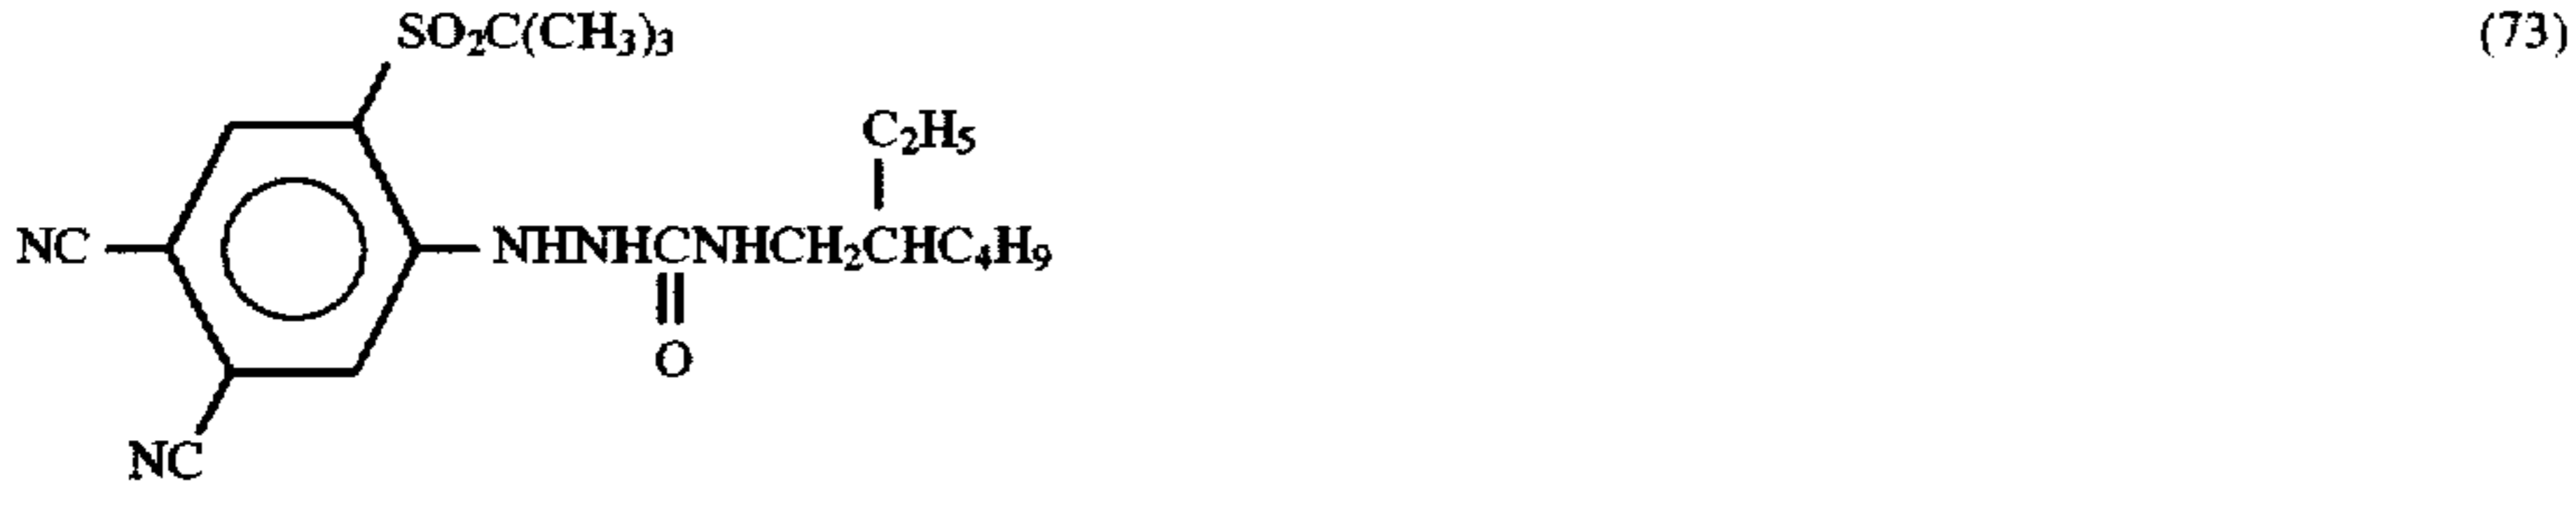 SO₂C(CH₃)₃ (73)
C₂H₅
NC NHNHCNHCH₂CHC₄H₉
O
NC